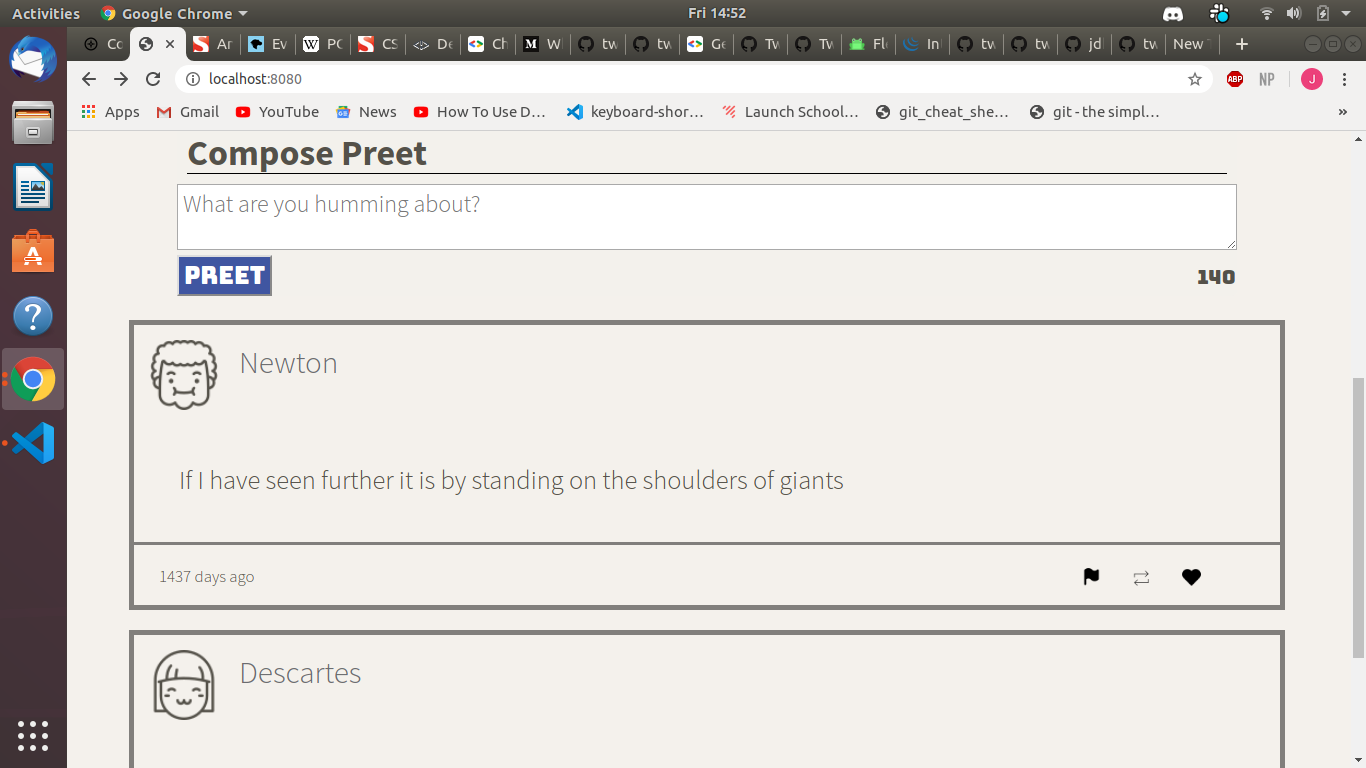 Activities Google Chrome Fri 14:52
Co Ar Ev PC CS De Ch W tw tw Ge Tw Tw Flo In tw tw jdl tw New T
localhost:8080 ABP NP J
Apps Gmail YouTube News How To Use D… keyboard-shor… Launch School… git_cheat_she… git - the simpl… »
Compose Preet
What are you humming about?
PREET 140
Newton
If I have seen further it is by standing on the shoulders of giants
1437 days ago
Descartes